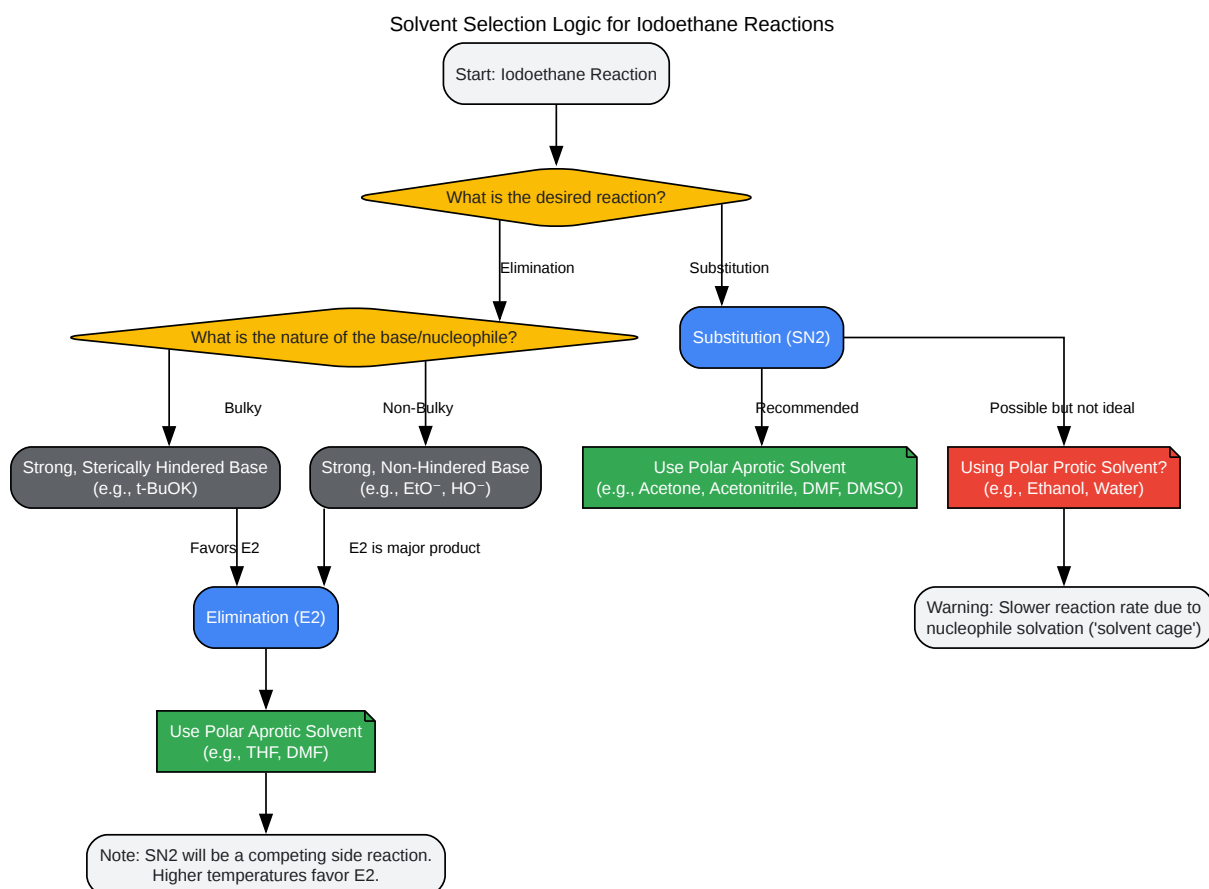 Solvent Selection Logic for Iodoethane Reactions
Start: Iodoethane Reaction
What is the desired reaction?
Elimination
Substitution
What is the nature of the base/nucleophile?
Substitution (SN2)
Bulky
Non-Bulky
Recommended
Possible but not ideal
Strong, Sterically Hindered Base
(e.g., t-BuOK)
Strong, Non-Hindered Base
(e.g., EtO⁻, HO⁻)
Use Polar Aprotic Solvent
(e.g., Acetone, Acetonitrile, DMF, DMSO)
Using Polar Protic Solvent?
(e.g., Ethanol, Water)
Favors E2
E2 is major product
Elimination (E2)
Warning: Slower reaction rate due to
nucleophile solvation ('solvent cage')
Use Polar Aprotic Solvent
(e.g., THF, DMF)
Note: SN2 will be a competing side reaction.
Higher temperatures favor E2.